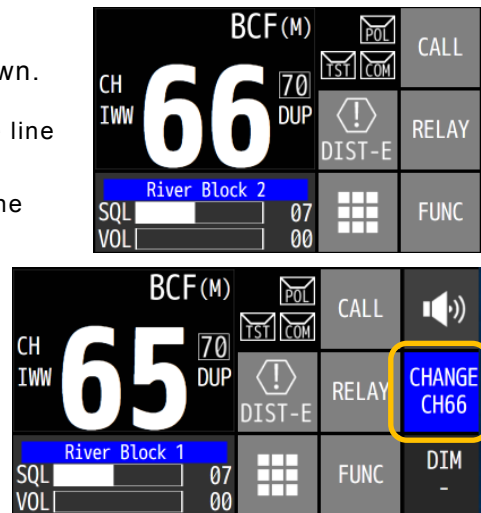 wn.
line
ne
BCF (M)
POL
TST COM
CALL
CH
IWW
66
70
DUP
DIST-E
RELAY
River Block 2
SQL 07
VOL 00
FUNC
BCF (M)
POL
TST COM
CALL
CH
IWW
65
70
DUP
DIST-E
RELAY
CHANGE
CH66
River Block 1
SQL 07
VOL 00
FUNC
DIM
-